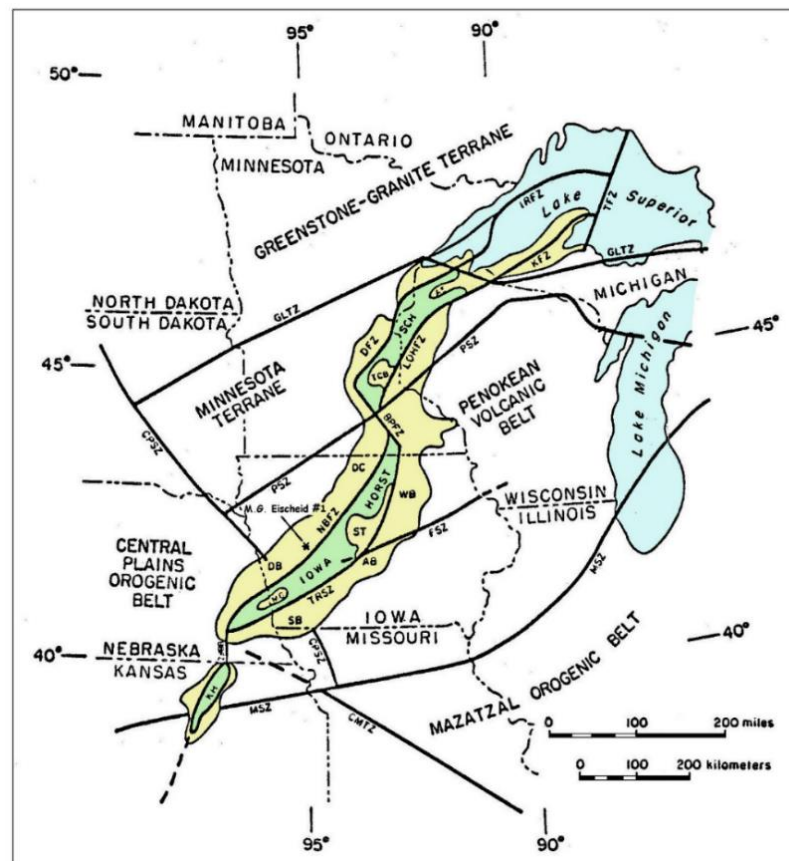 95°
90°
50°
MANITOBA
ONTARIO
MINNESOTA
GREENSTONE-GRANITE TERRANE
IRFZ
Lake
TFZ
Superior
KFZ
GLTZ
MICHIGAN
NORTH DAKOTA
SOUTH DAKOTA
GLTZ
SCH
DFZ
LOHFZ
PSZ
45°
45°
TCB
MINNESOTA
TERRANE
PENOKEAN
VOLCANIC
BELT
Lake Michigan
BPFZ
CPSZ
PSZ
DC
HORST
WB
WISCONSIN
ILLINOIS
M.G. Eischeid #1
NBFZ
ST
FSZ
CENTRAL
PLAINS
OROGENIC
BELT
DB
IOWA
AB
MSZ
TRSZ
SB
IOWA
MISSOURI
CPSZ
NEBRASKA
KANSAS
40°
40°
KH
MSZ
CMTZ
MAZATZAL OROGENIC BELT
0 100 200 miles
0 100 200 kilometers
95°
90°